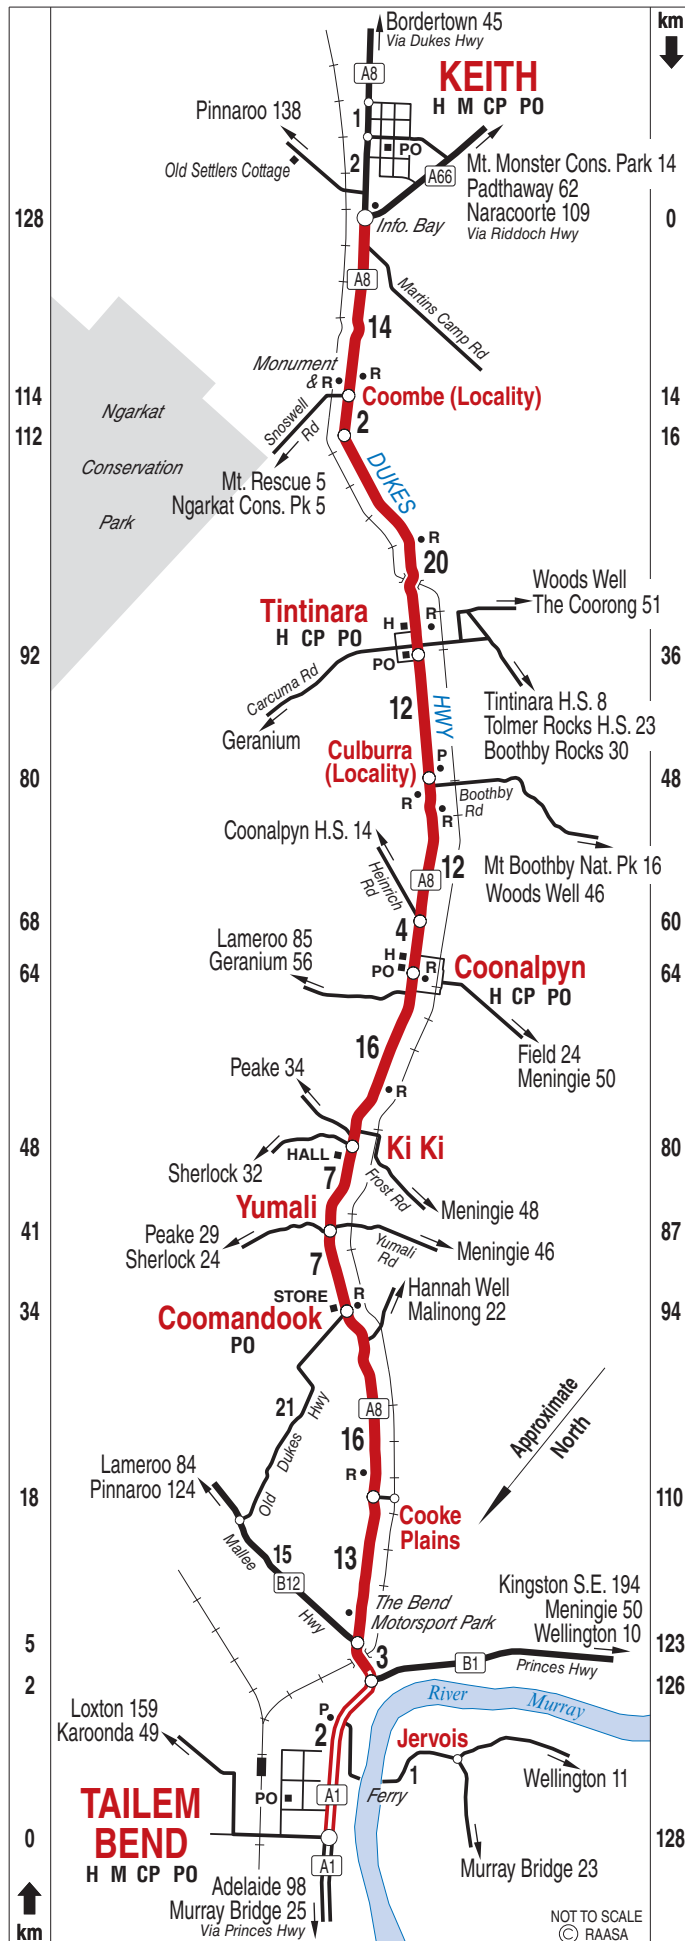 km
Bordertown 45
Via Dukes Hwy
A8
KEITH
H M CP PO
1
Pinnaroo 138
PO
2
Old Settlers Cottage
A66
Mt. Monster Cons. Park 14
Padthaway 62
Naracoorte 109
Via Riddoch Hwy
128
Info. Bay
0
A8
Martins Camp Rd
14
Monument
& R
R
114
Coombe (Locality)
14
Ngarkat
Conservation
Park
Snoswell
Rd
112
2
16
Mt. Rescue 5
Ngarkat Cons. Pk 5
DUKES
R
20
Woods Well
The Coorong 51
Tintinara
H CP PO
H
R
92
PO
36
Carcuma Rd
Geranium
12
HWY
Tintinara H.S. 8
Tolmer Rocks H.S. 23
Boothby Rocks 30
Culburra
(Locality)
P
80
48
R
R
Boothby
Rd
Coonalpyn H.S. 14
Heinrich
Rd
12
A8
Mt Boothby Nat. Pk 16
Woods Well 46
68
60
4
Lameroo 85
Geranium 56
H
PO
R
Coonalpyn
H CP PO
64
64
16
Field 24
Meningie 50
Peake 34
R
48
Ki Ki
80
HALL
Sherlock 32
7
Frost Rd
Meningie 48
Yumali
41
87
Peake 29
Sherlock 24
Yumali
Rd
Meningie 46
7
Hannah Well
Malinong 22
STORE
R
34
Coomandook
PO
94
21
Old Dukes Hwy
A8
16
Approximate
North
Lameroo 84
Pinnaroo 124
R
18
110
Cooke
Plains
Mallee
Hwy
15
B12
13
The Bend
Motorsport Park
Kingston S.E. 194
Meningie 50
Wellington 10
5
123
3
B1
Princes Hwy
2
126
River Murray
Loxton 159
Karoonda 49
P
2
Jervois
1
Ferry
Wellington 11
PO
A1
TAILEM
BEND
H M CP PO
0
128
A1
Murray Bridge 23
Adelaide 98
Murray Bridge 25
Via Princes Hwy
km
NOT TO SCALE
© RAASA